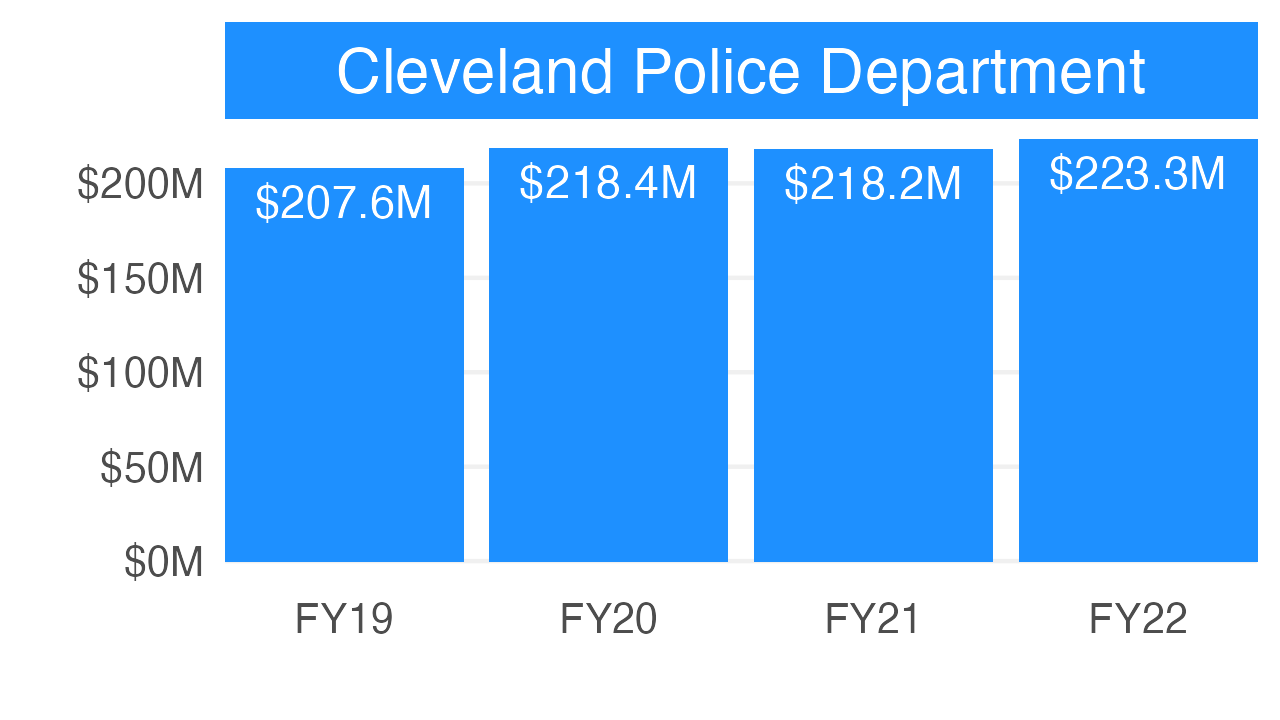 Cleveland Police Department
$200M
$150M
$100M
$50M
$0M
$207.6M
$218.4M
$218.2M
$223.3M
FY19
FY20
FY21
FY22